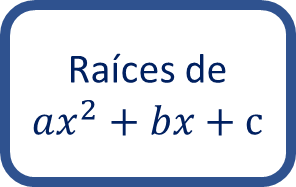 Raíces de
ax² + bx + c